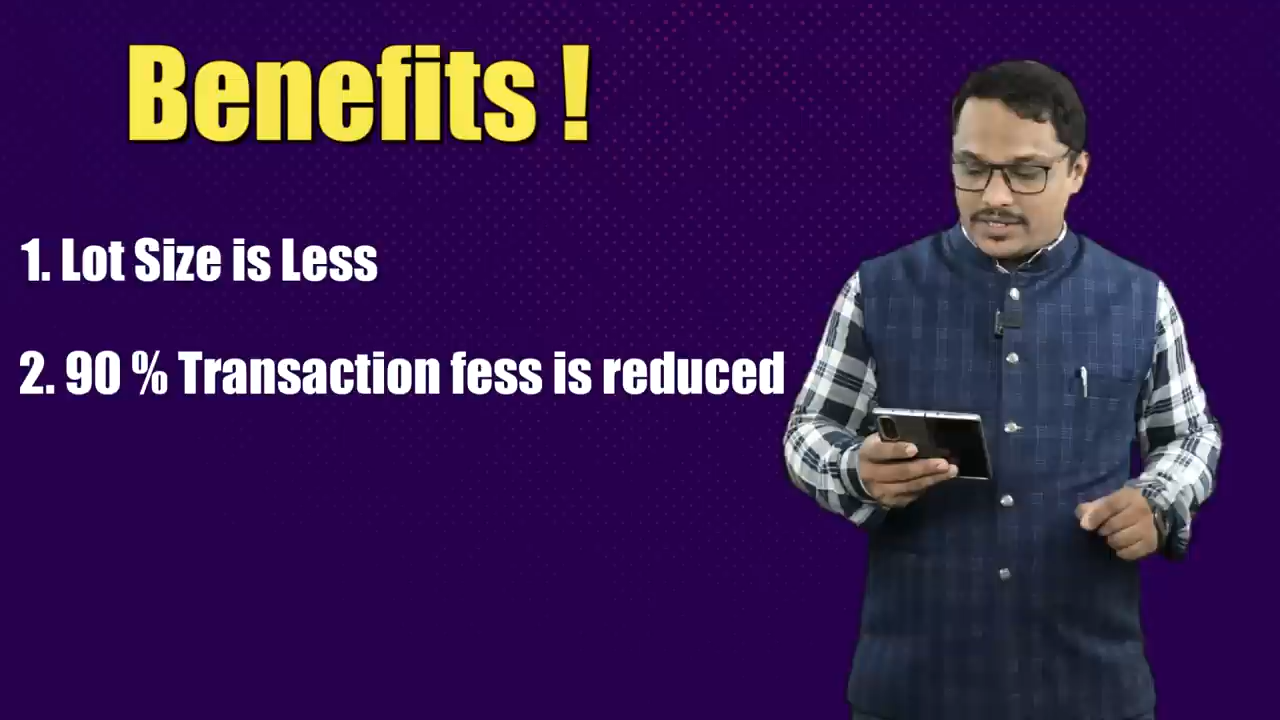 Benefits !
1. Lot Size is Less
2. 90 % Transaction fess is reduced